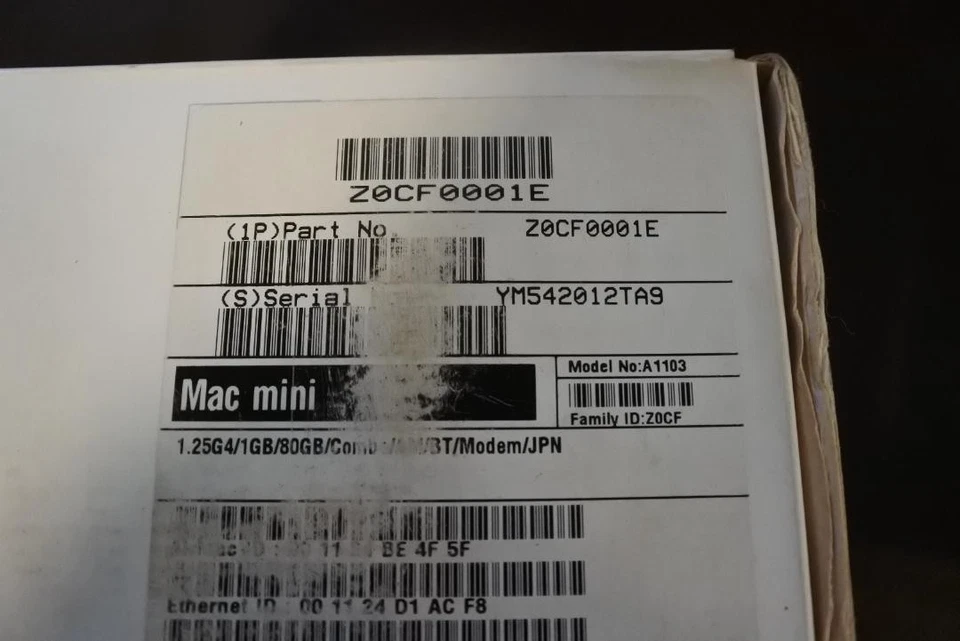 Z0CF0001E
(1P)Part No Z0CF0001E
(S)Serial YM542012TA9
Mac mini
Model No:A1103
Family ID:Z0CF
1.25G4/1GB/80GB/Combo/BT/Modem/JPN
11 BE 4F 5F
Ethernet ID : 00 11 24 D1 AC F8